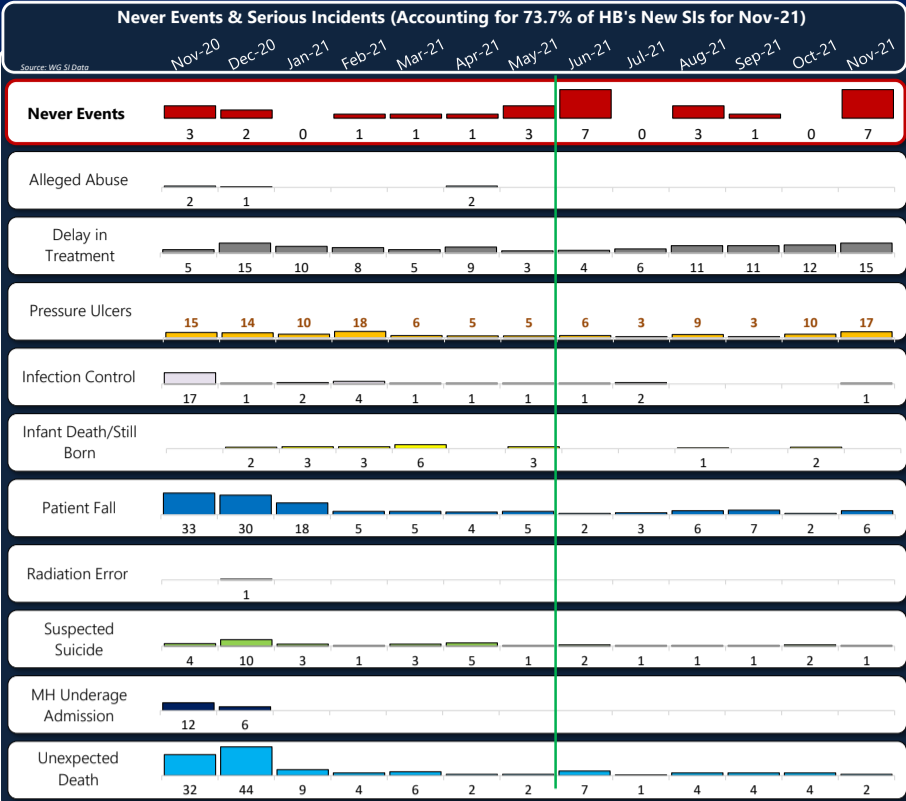 Never Events & Serious Incidents (Accounting for 73.7% of HB's New SIs for Nov-21)
Source: WG SI Data
Nov-20 Dec-20 Jan-21 Feb-21 Mar-21 Apr-21 May-21 Jun-21 Jul-21 Aug-21 Sep-21 Oct-21 Nov-21
Never Events
3 2 0 1 1 1 3 7 0 3 1 0 7
Alleged Abuse
2 1 2
Delay in
Treatment
5 15 10 8 5 9 3 4 6 11 11 12 15
Pressure Ulcers
15 14 10 18 6 5 5 6 3 9 3 10 17
Infection Control
17 1 2 4 1 1 1 1 2 1
Infant Death/Still
Born
2 3 3 6 3 1 2
Patient Fall
33 30 18 5 5 4 5 2 3 6 7 2 6
Radiation Error
1
Suspected
Suicide
4 10 3 1 3 5 1 2 1 1 1 2 1
MH Underage
Admission
12 6
Unexpected
Death
32 44 9 4 6 2 2 7 1 4 4 4 2